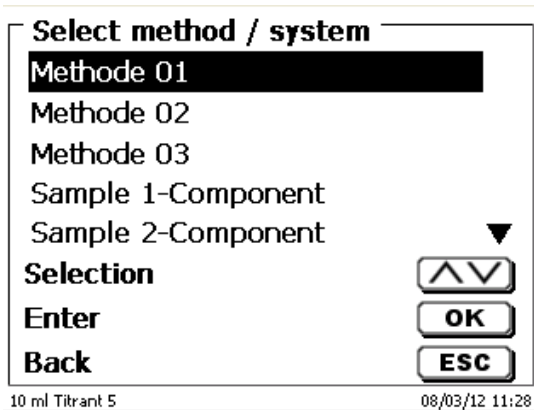 Select method / system
Methode 01
Methode 02
Methode 03
Sample 1-Component
Sample 2-Component
Selection
Enter OK
Back ESC
10 ml Titrant 5 08/03/12 11:28